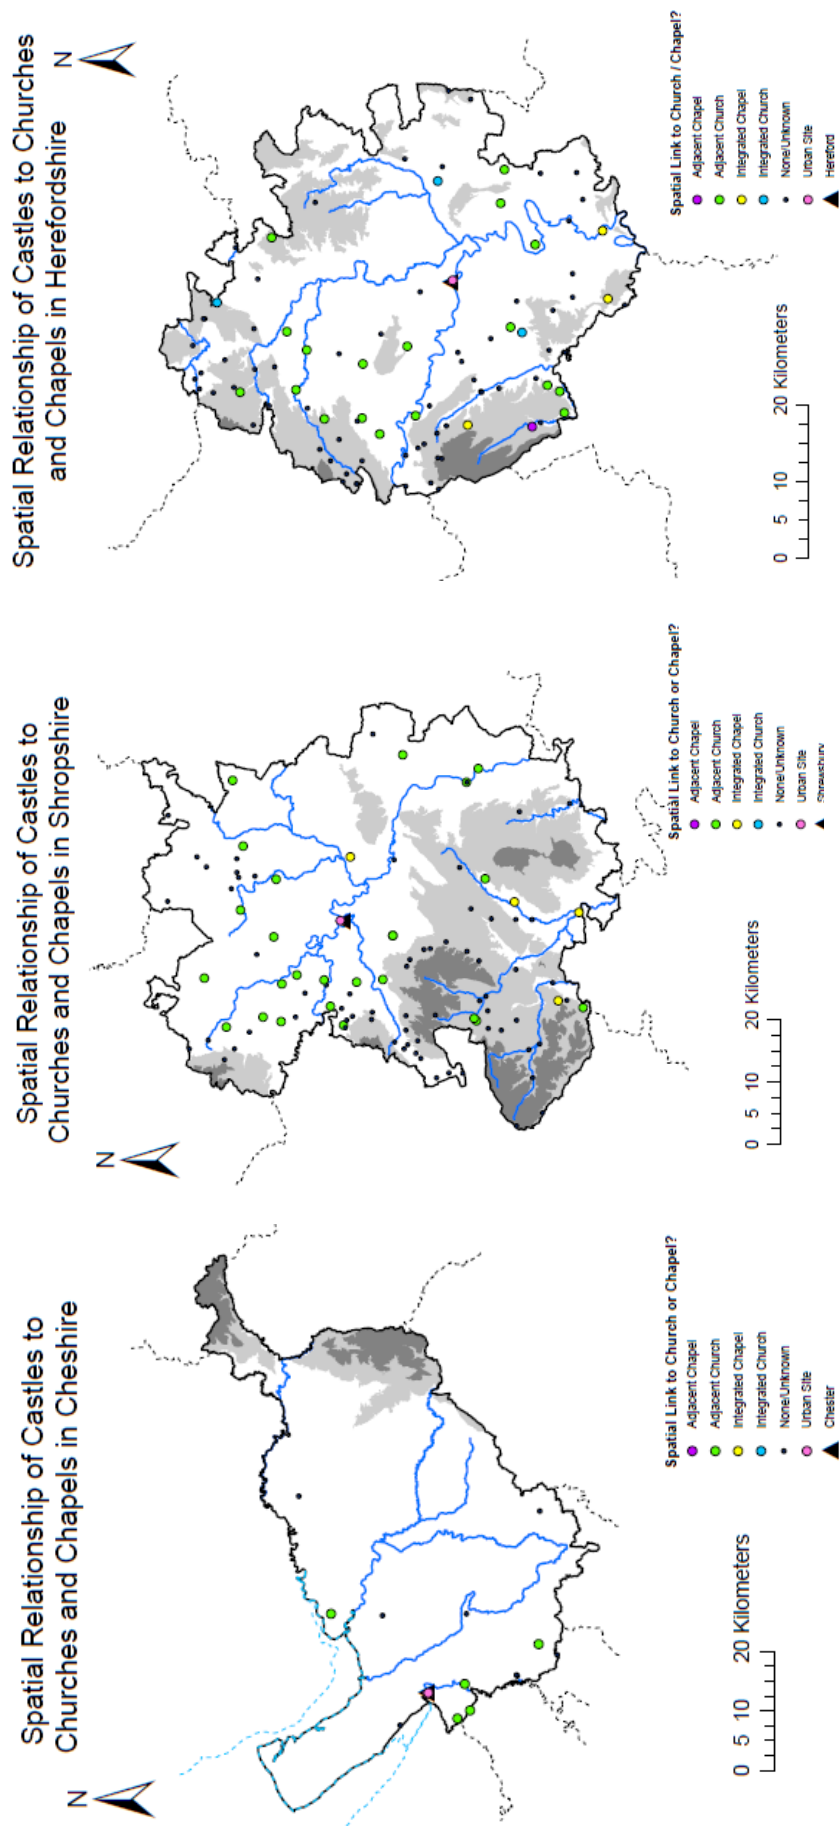 Spatial Relationship of Castles to
Churches and Chapels in Cheshire
N
0 5 10 20 Kilometers
Spatial Link to Church or Chapel?
Adjacent Chapel
Adjacent Church
Integrated Chapel
Integrated Church
None/Unknown
Urban Site
Chester
Spatial Relationship of Castles to
Churches and Chapels in Shropshire
N
0 5 10 20 Kilometers
Spatial Link to Church or Chapel?
Adjacent Chapel
Adjacent Church
Integrated Chapel
Integrated Church
None/Unknown
Urban Site
Shrewsbury
Spatial Relationship of Castles to Churches
and Chapels in Herefordshire
N
0 5 10 20 Kilometers
Spatial Link to Church / Chapel?
Adjacent Chapel
Adjacent Church
Integrated Chapel
Integrated Church
None/Unknown
Urban Site
Hereford